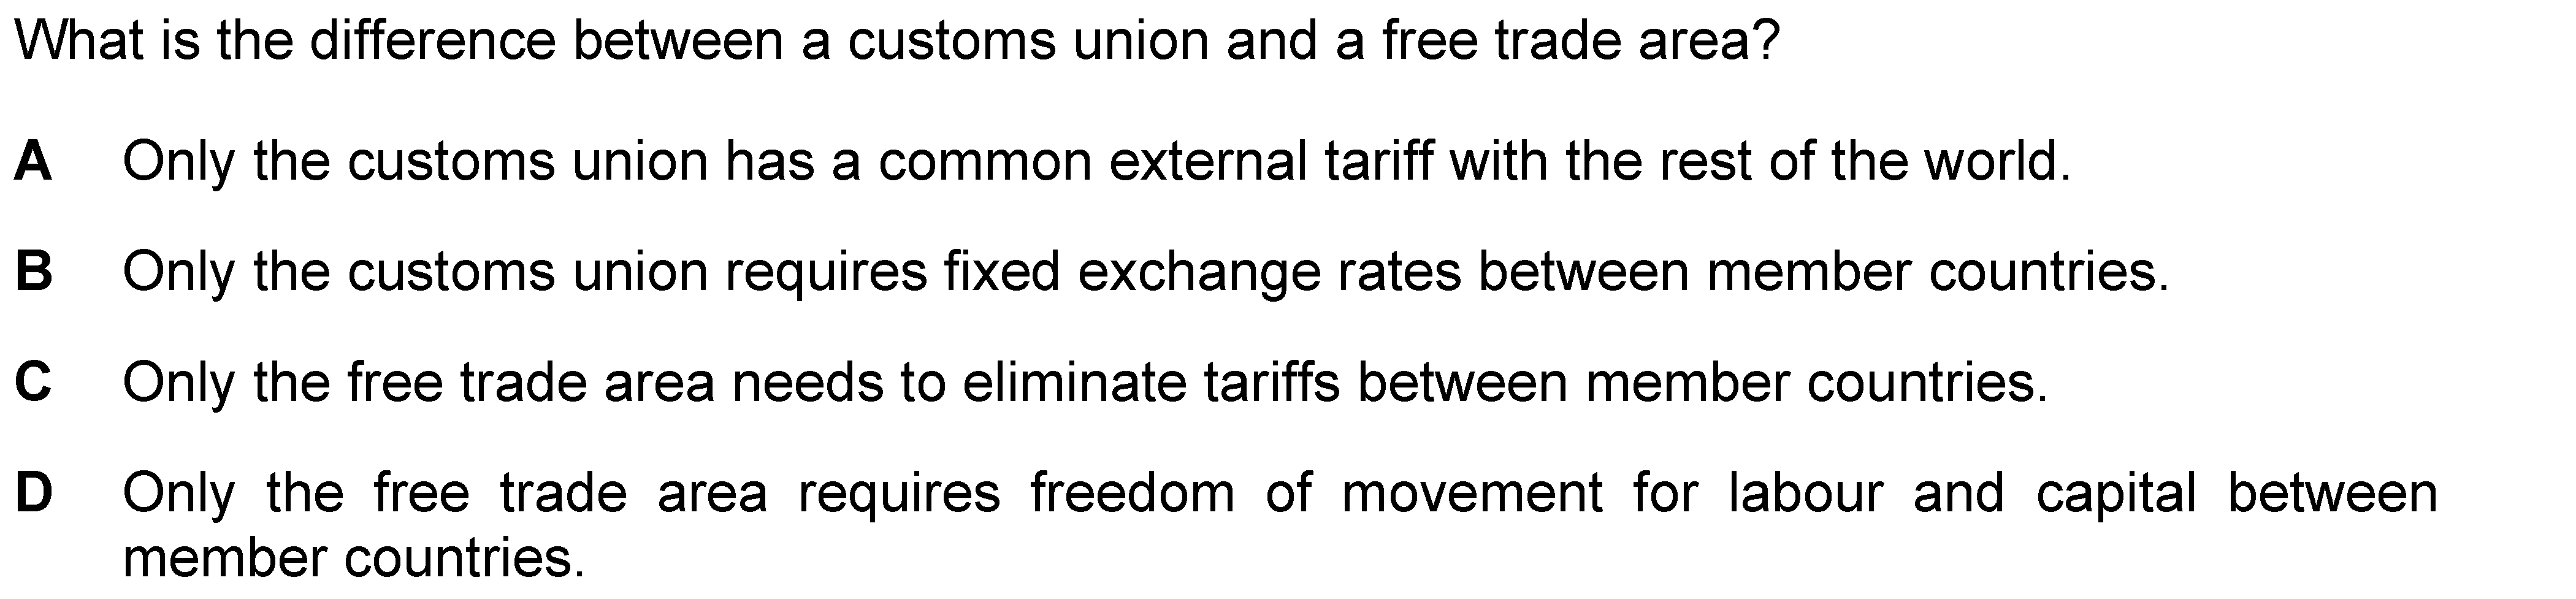 What is the difference between a customs union and a free trade area?
A Only the customs union has a common external tariff with the rest of the world.
B Only the customs union requires fixed exchange rates between member countries.
C Only the free trade area needs to eliminate tariffs between member countries.
D Only the free trade area requires freedom of movement for labour and capital between
member countries.